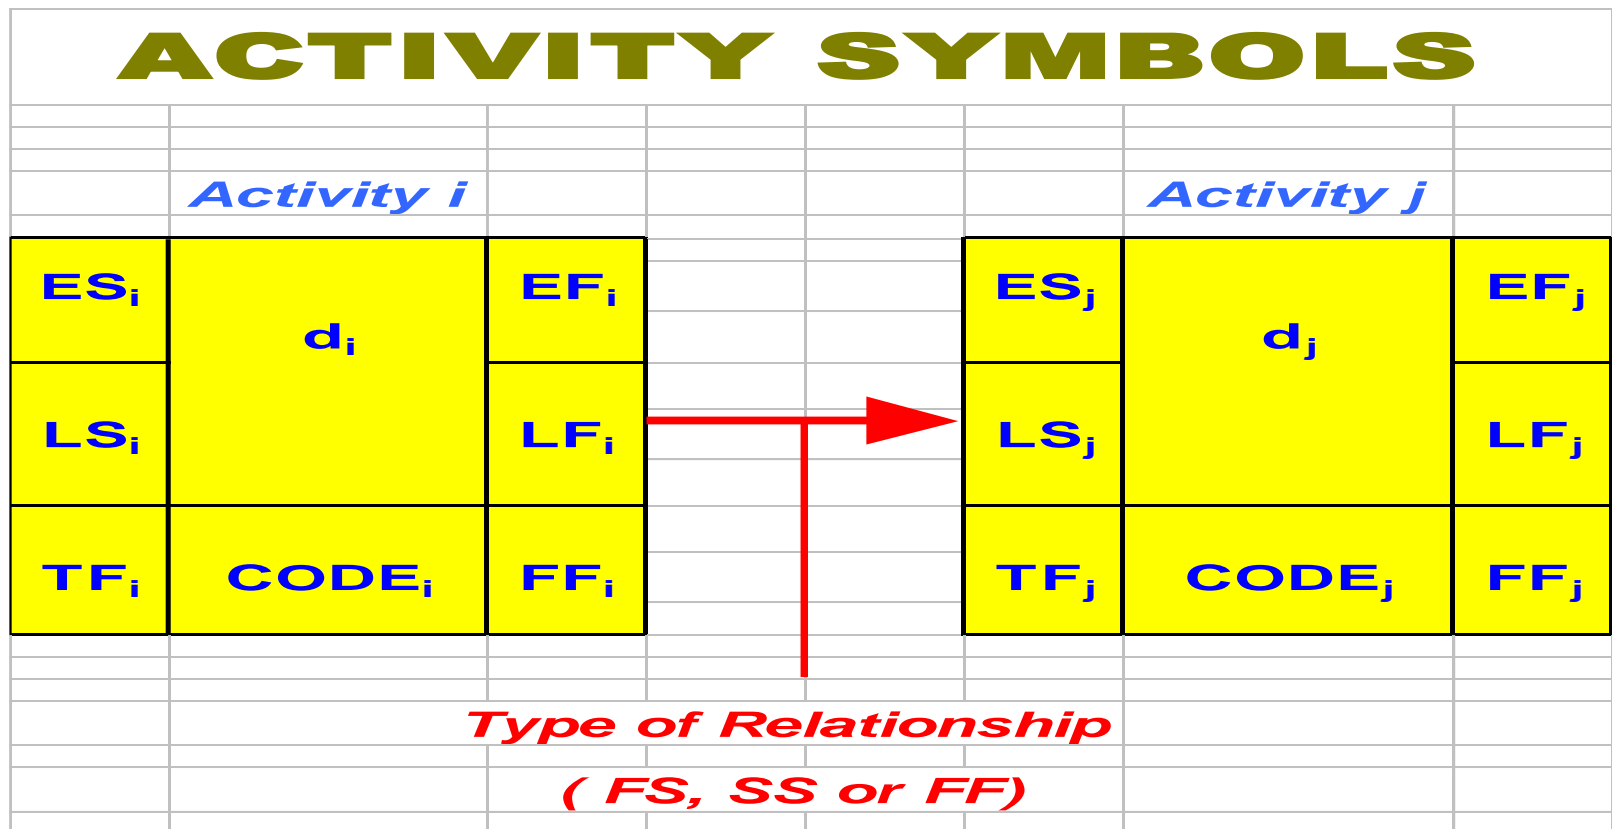 ACTIVITY SYMBOLS
Activity i Activity j
ESi EFi ESj EFj
di dj
LSi LFi LSj LFj
TFi CODEi FFi TFj CODEj FFj
Type of Relationship
( FS, SS or FF)